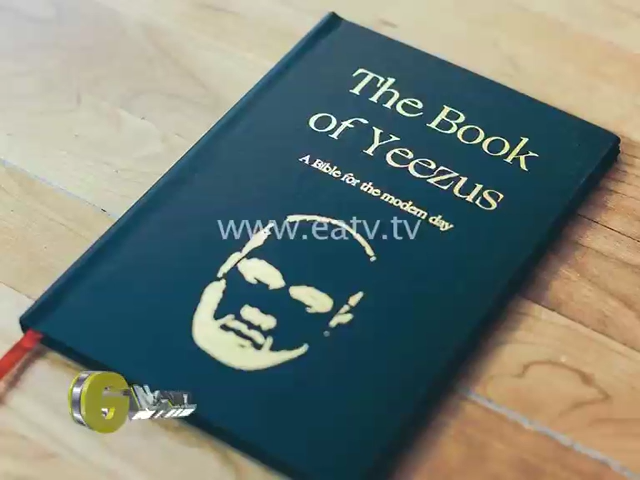 The Book
of Yeezus
A Bible for the modern day
www.eatv.tv